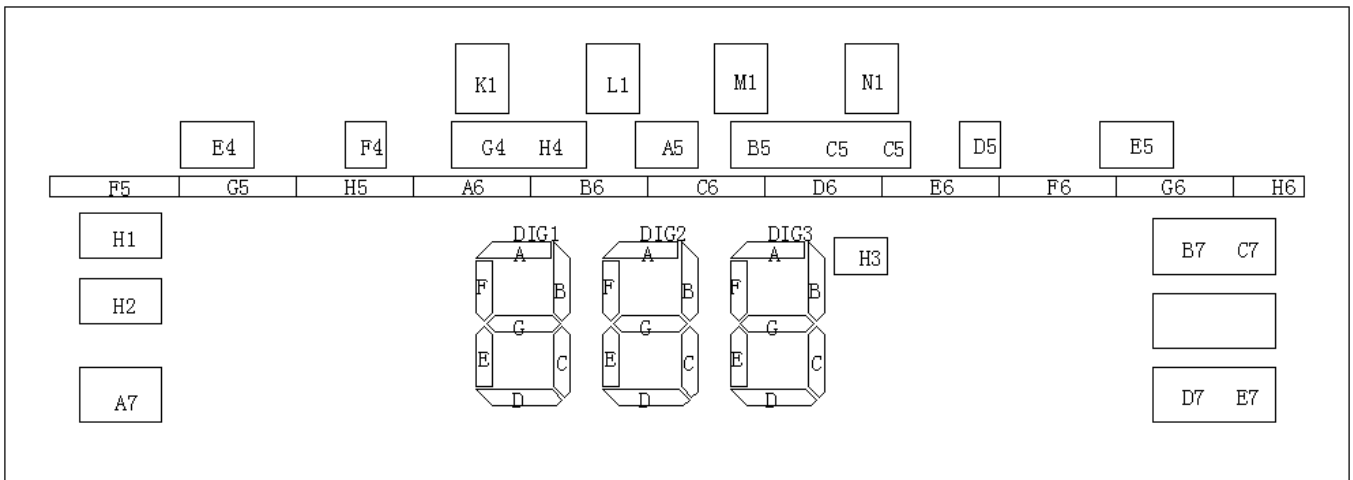 K1 L1 M1 N1
E4 F4 G4 H4 A5 B5 C5 C5 D5 E5
F5 G5 H5 A6 B6 C6 D6 E6 F6 G6 H6
H1
DIG1 DIG2 DIG3
A A A
H3
B7 C7
F B F B F B
H2
G G G
E C E C E C
A7
D D D
D7 E7